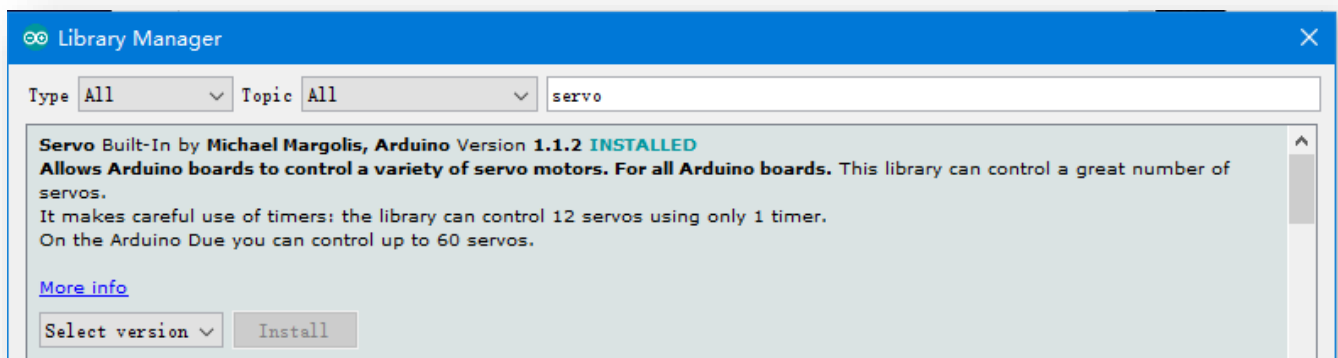 Library Manager
Type All Topic All servo
Servo Built-In by Michael Margolis, Arduino Version 1.1.2 INSTALLED
Allows Arduino boards to control a variety of servo motors. For all Arduino boards. This library can control a great number of
servos.
It makes careful use of timers: the library can control 12 servos using only 1 timer.
On the Arduino Due you can control up to 60 servos.
More info
Select version Install